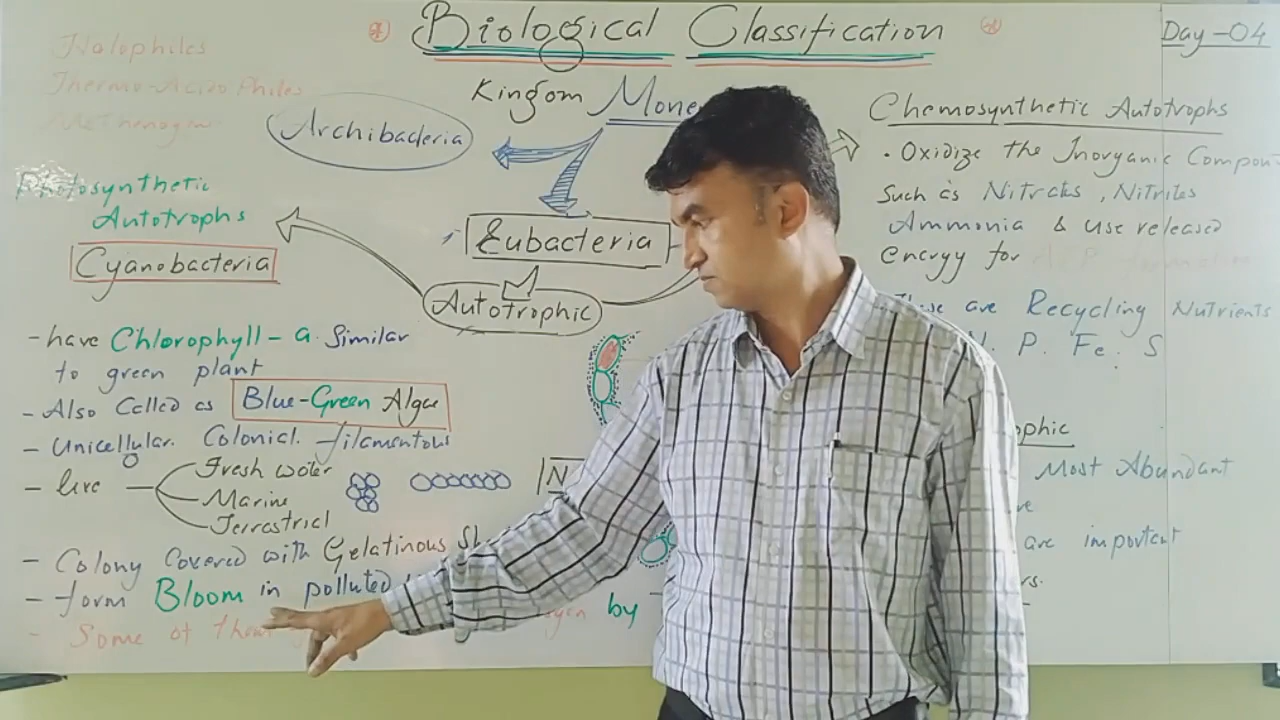 Biological Classification
Day-04
Halophiles
Thermo-Acido Philes
Kingom Mone
Archibacteria
Chemosynthetic Autotrophs
• Oxidize the Inorganic Compoun
Such as Nitrates, Nitrites
Ammonia & use released
energy for
Photosynthetic
Autotrophs
Cyanobacteria
Eubacteria
Autotrophic
are Recycling Nutrients
P. Fe. S
- have Chlorophyll-a. Similar
to green plant
- Also Called as Blue-Green Algae
- Unicellular. Colonial. filamentous
- live
Fresh water
Marine
Terrestrial
- Colony Covered with Gelatinous Sh
- form Bloom in polluted
- Some of
by
phic
Most Abundant
are important
rs.